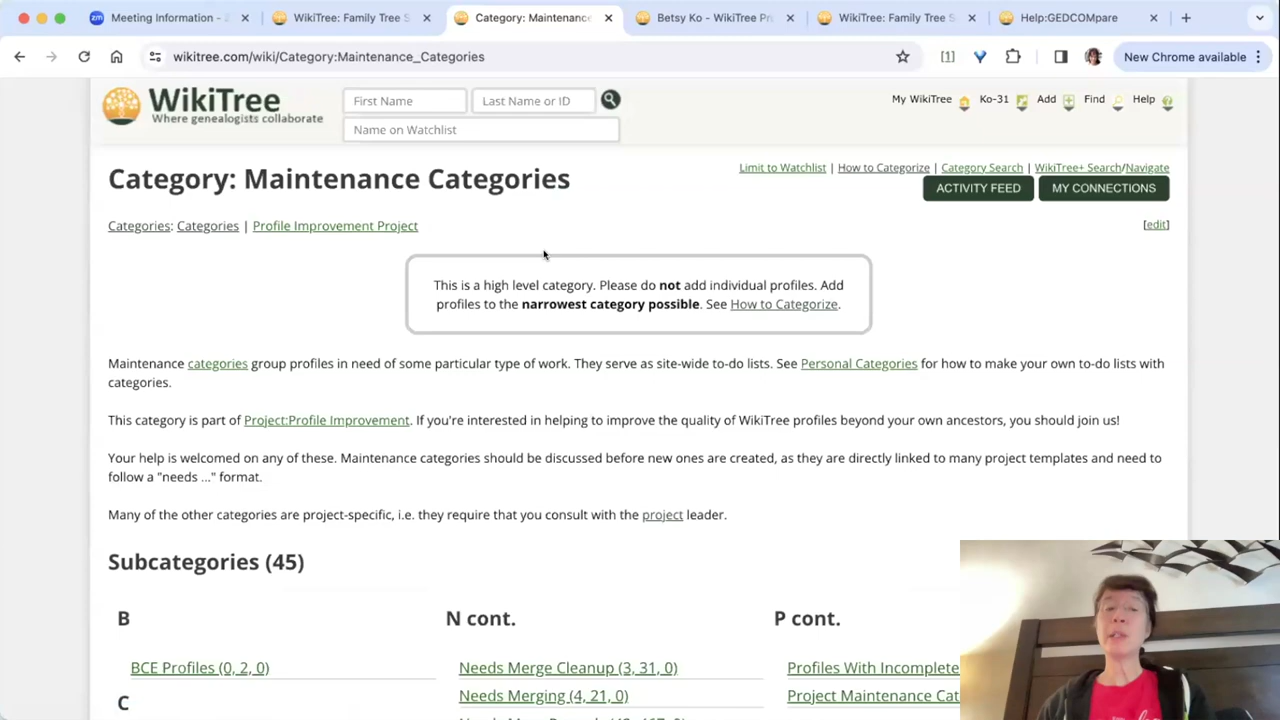 Meeting Information - 2
WikiTree: Family Tree S
Category: Maintenance
Betsy Ko - WikiTree Pr
WikiTree: Family Tree S
Help:GEDCOMpare
wikitree.com/wiki/Category:Maintenance_Categories
[1]
New Chrome available
WikiTree
Where genealogists collaborate
First Name
Last Name or ID
Name on Watchlist
My WikiTree Ko-31 Add Find Help
Category: Maintenance Categories
Limit to Watchlist | How to Categorize | Category Search | WikiTree+ Search/Navigate
ACTIVITY FEED
MY CONNECTIONS
Categories: Categories | Profile Improvement Project
[edit]
This is a high level category. Please do not add individual profiles. Add
profiles to the narrowest category possible. See How to Categorize.
Maintenance categories group profiles in need of some particular type of work. They serve as site-wide to-do lists. See Personal Categories for how to make your own to-do lists with
categories.
This category is part of Project:Profile Improvement. If you're interested in helping to improve the quality of WikiTree profiles beyond your own ancestors, you should join us!
Your help is welcomed on any of these. Maintenance categories should be discussed before new ones are created, as they are directly linked to many project templates and need to
follow a "needs ..." format.
Many of the other categories are project-specific, i.e. they require that you consult with the project leader.
Subcategories (45)
B
N cont.
P cont.
BCE Profiles (0, 2, 0)
Needs Merge Cleanup (3, 31, 0)
Profiles With Incomplete
C
Needs Merging (4, 21, 0)
Project Maintenance Cat